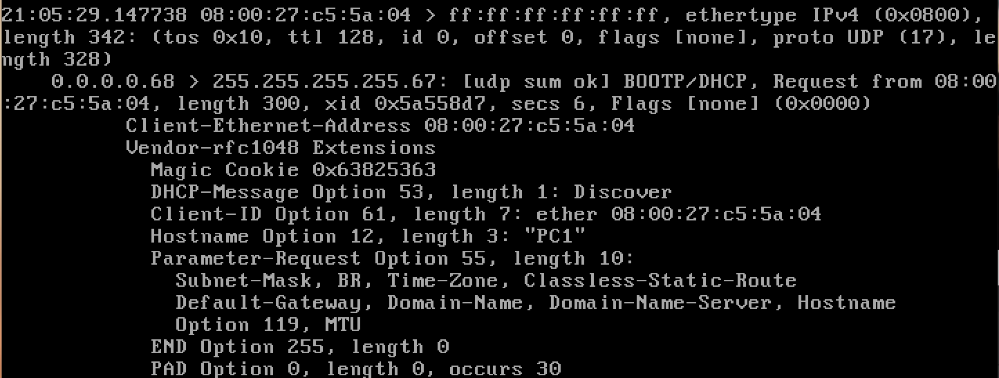 21:05:29.147738 08:00:27:c5:5a:04 > ff:ff:ff:ff:ff:ff, ethertype IPv4 (0x0800),
length 342: (tos 0x10, ttl 128, id 0, offset 0, flags [none], proto UDP (17), le
ngth 328)
    0.0.0.0.68 > 255.255.255.255.67: [udp sum ok] BOOTP/DHCP, Request from 08:00
:27:c5:5a:04, length 300, xid 0x5a558d7, secs 6, Flags [none] (0x0000)
          Client-Ethernet-Address 08:00:27:c5:5a:04
          Vendor-rfc1048 Extensions
            Magic Cookie 0x63825363
            DHCP-Message Option 53, length 1: Discover
            Client-ID Option 61, length 7: ether 08:00:27:c5:5a:04
            Hostname Option 12, length 3: "PC1"
            Parameter-Request Option 55, length 10:
              Subnet-Mask, BR, Time-Zone, Classless-Static-Route
              Default-Gateway, Domain-Name, Domain-Name-Server, Hostname
              Option 119, MTU
            END Option 255, length 0
            PAD Option 0, length 0, occurs 30